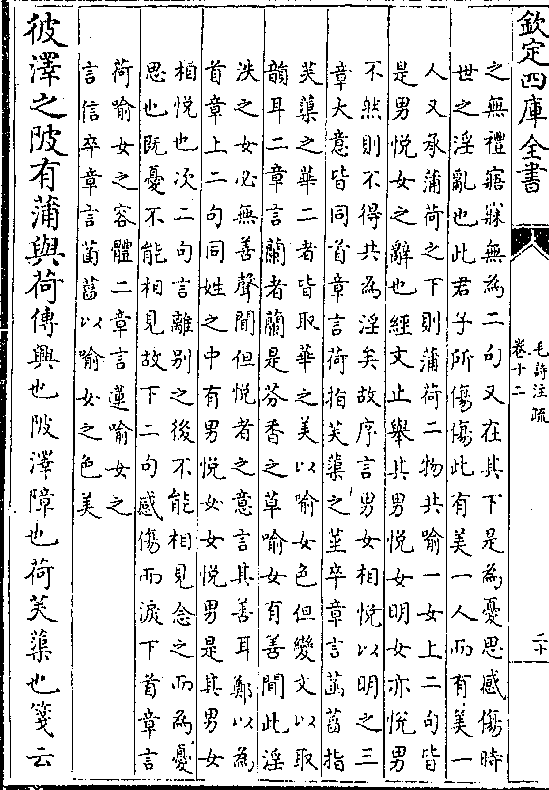 欽定四庫全書
毛詩注疏
卷十二
二十
之無禮寤寐無為二句又在其下是為憂思感傷時
世之淫亂也此君子所傷傷此有美一人而有美一
人又承蒲荷之下則蒲荷二物共喻一女上二句皆
是男悦女之辭也經文止舉其男悦女明女亦悦男
不然則不得共為淫矣故序言男女相悦以明之三
章大意皆同首章言荷指芙蕖之莖卒章言菡萏指
芙蕖之華二者皆取華之美以喻女色但變文以取
韻耳二章言蘭者蘭是芬香之草喻女有善聞此淫
泆之女必無善聲聞但悦者之意言其善耳鄭以為
首章上二句同姓之中有男悦女女悦男是其男女
相悦也次二句言離别之後不能相見念之而為憂
思也既憂不能相見故下二句感傷而淚下首章言
荷喻女之容體二章言蓮喻女之
言信卒章言菡萏以喻女之色美
彼澤之陂有蒲與荷傳興也陂澤障也荷芙蕖也箋云